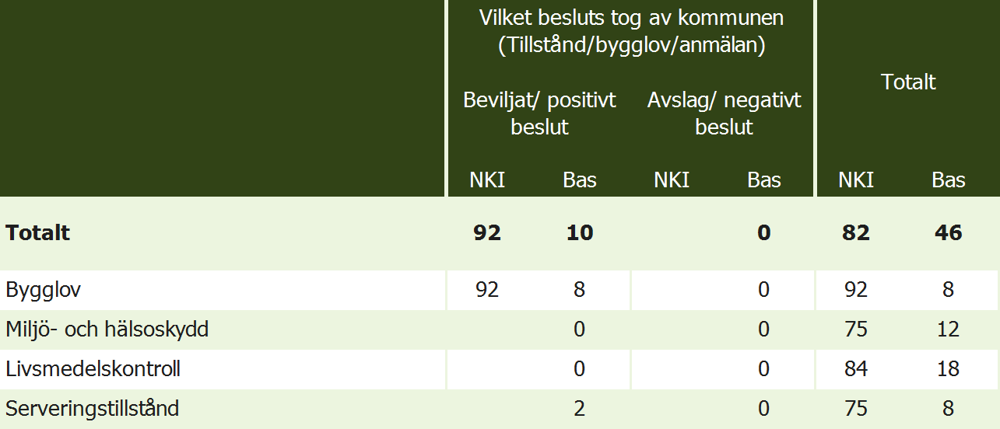 Vilket besluts tog av kommunen
(Tillstånd/bygglov/anmälan)
Totalt
Beviljat/ positivt
beslut
Avslag/ negativt
beslut
NKI Bas NKI Bas NKI Bas
Totalt 92 10 0 82 46
Bygglov 92 8 0 92 8
Miljö- och hälsoskydd 0 0 75 12
Livsmedelskontroll 0 0 84 18
Serveringstillstånd 2 0 75 8